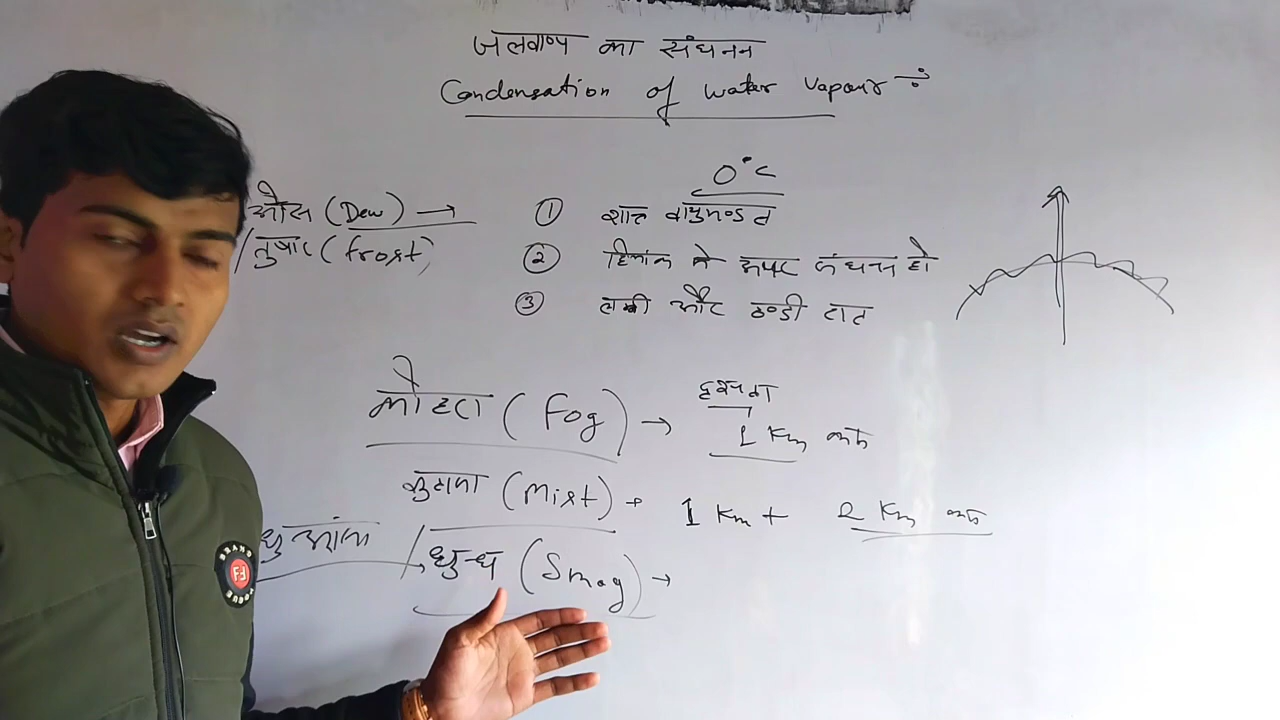 जलवाष्प का संघनन
Condensation of water Vapour ÷
0°C
ओस (Dew) → ① शान्त वायुमण्डल
/तुषार (frost) ② हिमांक से ऊपर संघनन हो
③ लम्बी और ठण्डी रात
कोहरा (Fog) → दृश्यता
1 Km तक
कुहासा (Mist) → 1 Km + 2 Km तक
धुआंसा / धुन्ध (Smog) →
BRAND